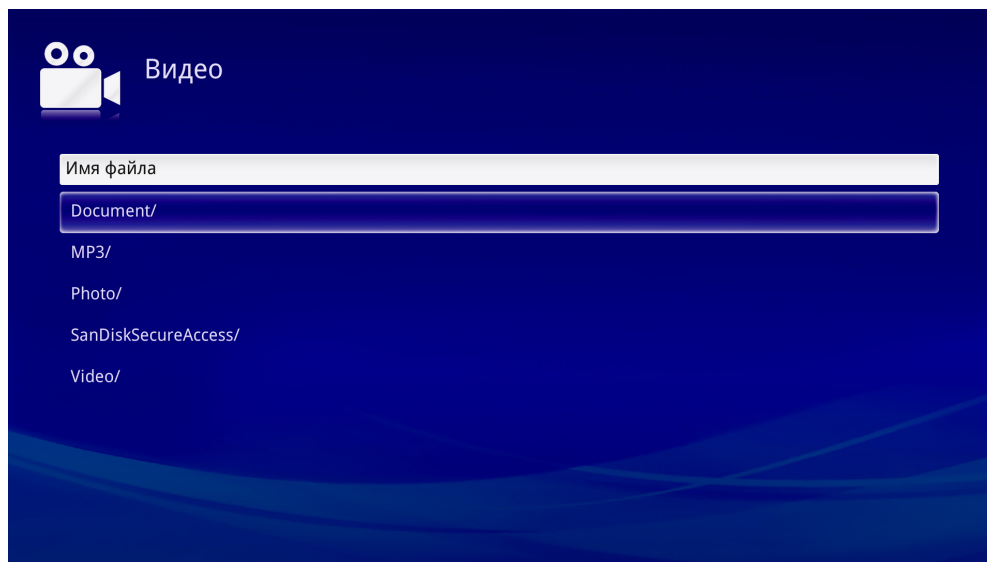 Видео
Имя файла
Document/
MP3/
Photo/
SanDiskSecureAccess/
Video/